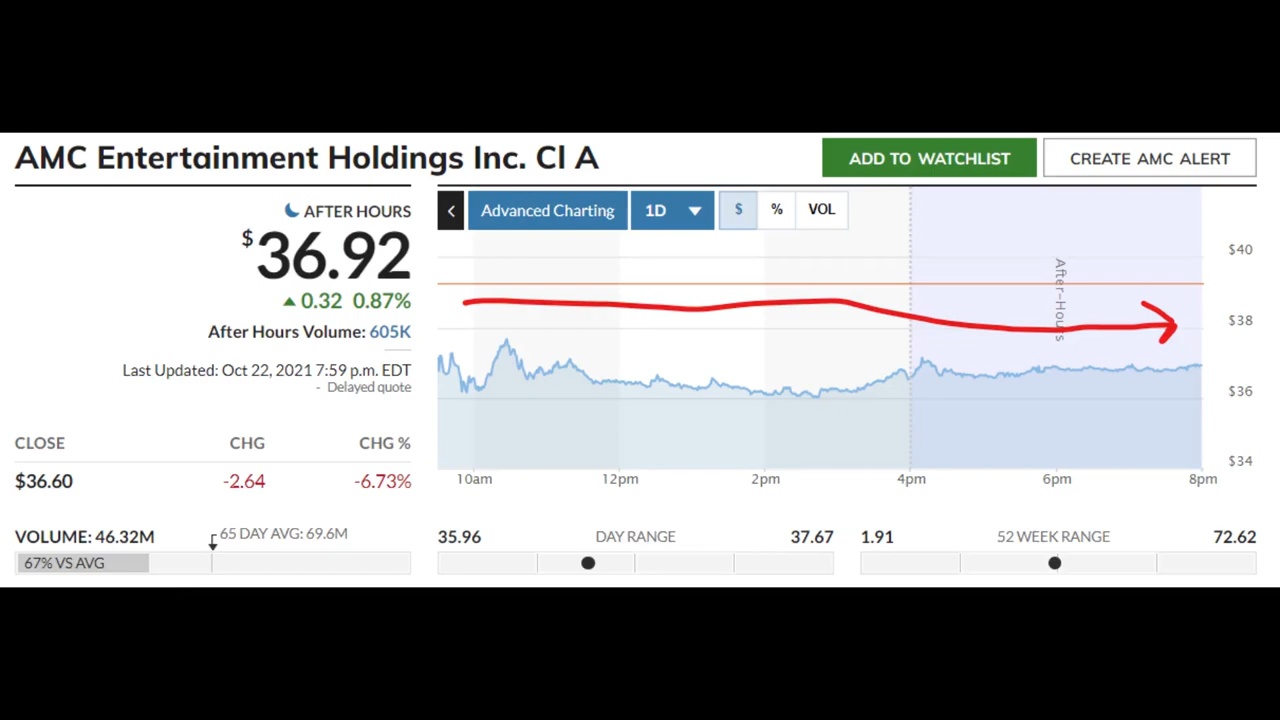 AMC Entertainment Holdings Inc. Cl A
ADD TO WATCHLIST
CREATE AMC ALERT
AFTER HOURS
$36.92
0.32 0.87%
After Hours Volume: 605K
Last Updated: Oct 22, 2021 7:59 p.m. EDT
- Delayed quote
CLOSE CHG CHG %
$36.60 -2.64 -6.73%
VOLUME: 46.32M 65 DAY AVG: 69.6M
67% VS AVG
Advanced Charting 1D $ % VOL
$40
$38
$36
$34
After-Hours
10am 12pm 2pm 4pm 6pm 8pm
35.96 DAY RANGE 37.67
1.91 52 WEEK RANGE 72.62